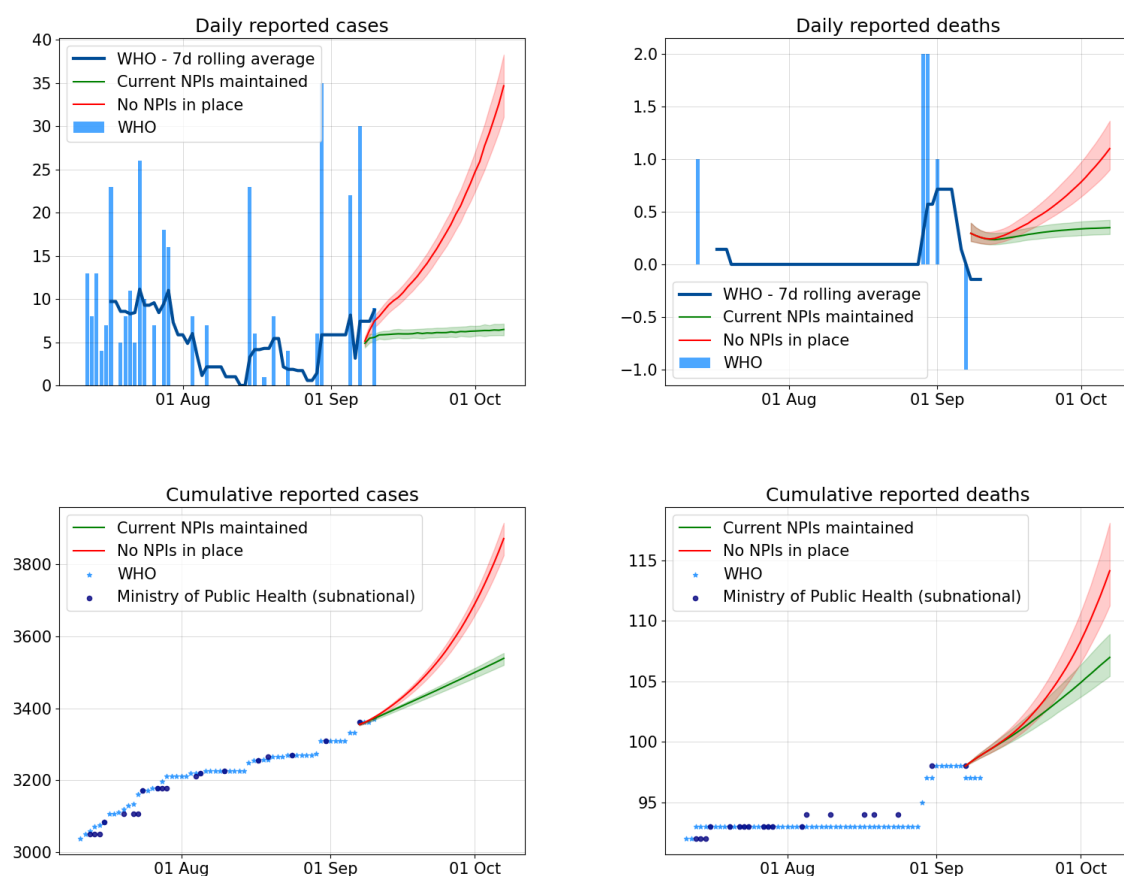 Daily reported cases
40
35
30
25
20
15
10
5
0
WHO - 7d rolling average
Current NPIs maintained
No NPIs in place
WHO
01 Aug 01 Sep 01 Oct
Daily reported deaths
2.0
1.5
1.0
0.5
0.0
−0.5
−1.0
WHO - 7d rolling average
Current NPIs maintained
No NPIs in place
WHO
01 Aug 01 Sep 01 Oct
Cumulative reported cases
3800
3600
3400
3200
3000
Current NPIs maintained
No NPIs in place
WHO
Ministry of Public Health (subnational)
01 Aug 01 Sep 01 Oct
Cumulative reported deaths
115
110
105
100
95
Current NPIs maintained
No NPIs in place
WHO
Ministry of Public Health (subnational)
01 Aug 01 Sep 01 Oct